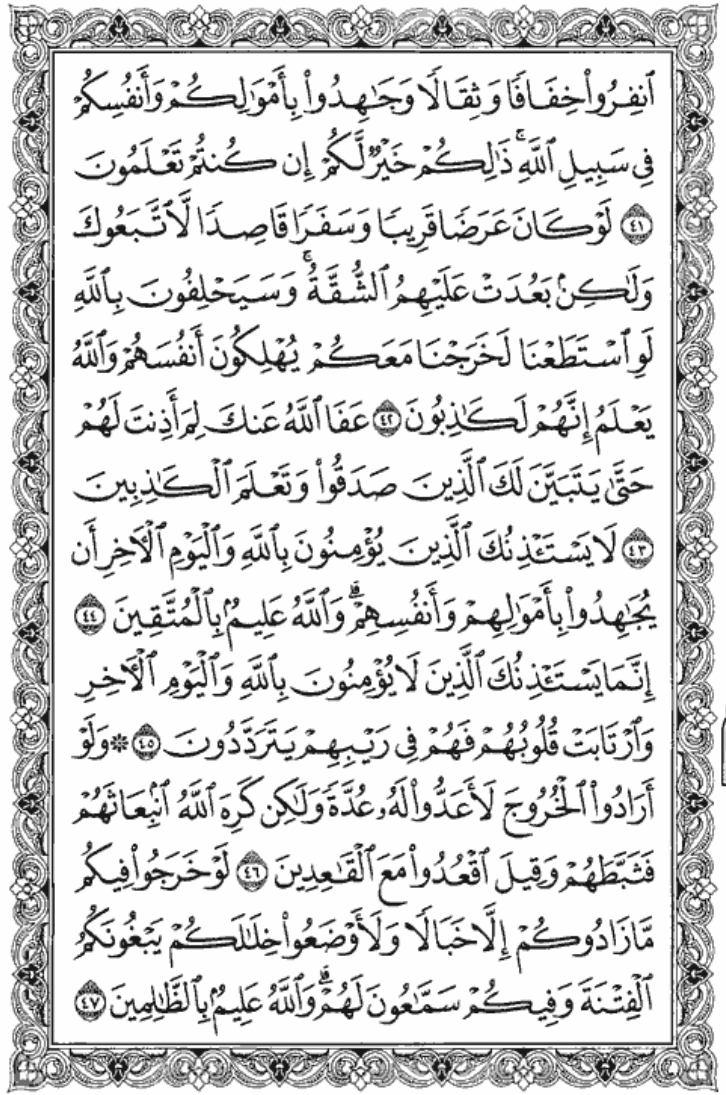 ٱنفِرُوا۟ خِفَافًا وَثِقَالًا وَجَٰهِدُوا۟ بِأَمْوَٰلِكُمْ وَأَنفُسِكُمْ
فِى سَبِيلِ ٱللَّهِ ۚ ذَٰلِكُمْ خَيْرٌ لَّكُمْ إِن كُنتُمْ تَعْلَمُونَ
٤١ لَوْ كَانَ عَرَضًا قَرِيبًا وَسَفَرًا قَاصِدًا لَّٱتَّبَعُوكَ
وَلَٰكِنۢ بَعُدَتْ عَلَيْهِمُ ٱلشُّقَّةُ ۚ وَسَيَحْلِفُونَ بِٱللَّهِ
لَوِ ٱسْتَطَعْنَا لَخَرَجْنَا مَعَكُمْ يُهْلِكُونَ أَنفُسَهُمْ وَٱللَّهُ
يَعْلَمُ إِنَّهُمْ لَكَٰذِبُونَ ٤٢ عَفَا ٱللَّهُ عَنكَ لِمَ أَذِنتَ لَهُمْ
حَتَّىٰ يَتَبَيَّنَ لَكَ ٱلَّذِينَ صَدَقُوا۟ وَتَعْلَمَ ٱلْكَٰذِبِينَ
٤٣ لَا يَسْتَـْٔذِنُكَ ٱلَّذِينَ يُؤْمِنُونَ بِٱللَّهِ وَٱلْيَوْمِ ٱلْـَٔاخِرِ أَن
يُجَٰهِدُوا۟ بِأَمْوَٰلِهِمْ وَأَنفُسِهِمْ ۗ وَٱللَّهُ عَلِيمٌۢ بِٱلْمُتَّقِينَ ٤٤
إِنَّمَا يَسْتَـْٔذِنُكَ ٱلَّذِينَ لَا يُؤْمِنُونَ بِٱللَّهِ وَٱلْيَوْمِ ٱلْـَٔاخِرِ
وَٱرْتَابَتْ قُلُوبُهُمْ فَهُمْ فِى رَيْبِهِمْ يَتَرَدَّدُونَ ٤٥ ۞ وَلَوْ
أَرَادُوا۟ ٱلْخُرُوجَ لَأَعَدُّوا۟ لَهُۥ عُدَّةً وَلَٰكِن كَرِهَ ٱللَّهُ ٱنۢبِعَاثَهُمْ
فَثَبَّطَهُمْ وَقِيلَ ٱقْعُدُوا۟ مَعَ ٱلْقَٰعِدِينَ ٤٦ لَوْ خَرَجُوا۟ فِيكُم
مَّا زَادُوكُمْ إِلَّا خَبَالًا وَلَأَوْضَعُوا۟ خِلَٰلَكُمْ يَبْغُونَكُمُ
ٱلْفِتْنَةَ وَفِيكُمْ سَمَّٰعُونَ لَهُمْ ۗ وَٱللَّهُ عَلِيمٌۢ بِٱلظَّٰلِمِينَ ٤٧